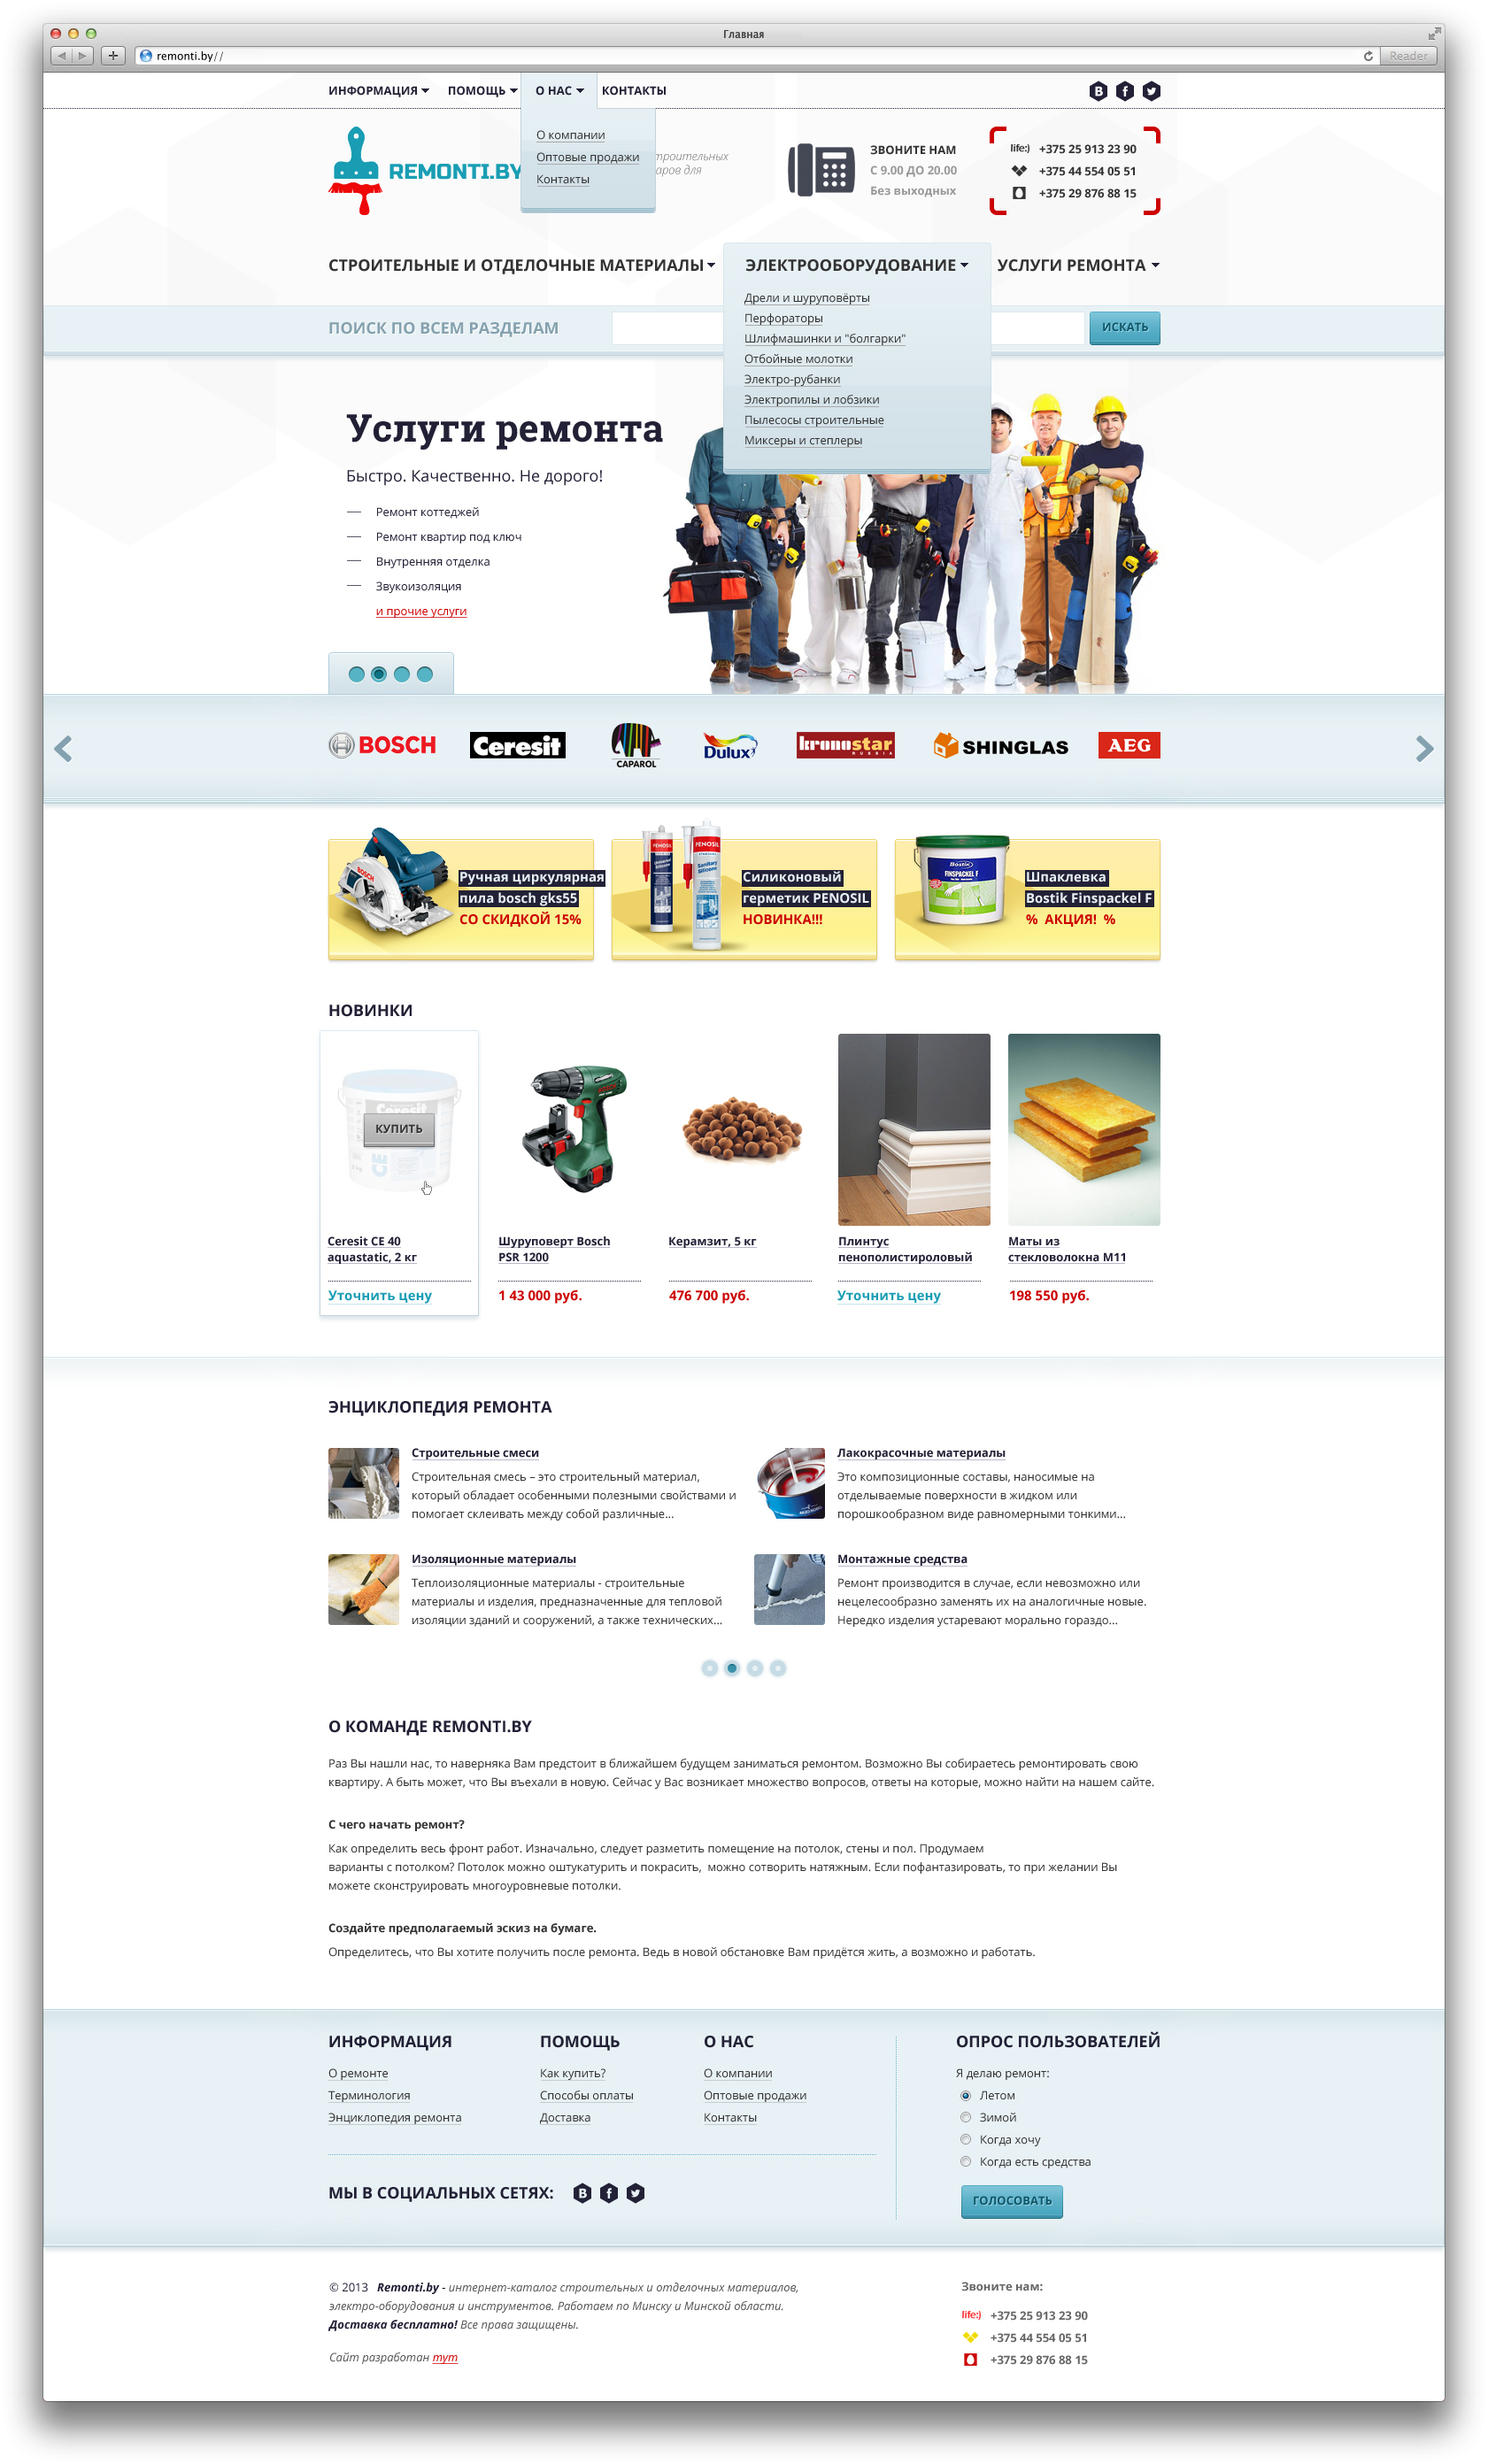 Главная
remonti.by//
Reader
ИНФОРМАЦИЯ
ПОМОЩЬ
О НАС
КОНТАКТЫ
В
f
О компании
Оптовые продажи
Контакты
REMONTI.BY
троительных
аров для
ЗВОНИТЕ НАМ
С 9.00 ДО 20.00
Без выходных
life:) +375 25 913 23 90
+375 44 554 05 51
+375 29 876 88 15
СТРОИТЕЛЬНЫЕ И ОТДЕЛОЧНЫЕ МАТЕРИАЛЫ
ЭЛЕКТРООБОРУДОВАНИЕ
УСЛУГИ РЕМОНТА
Дрели и шуруповёрты
Перфораторы
Шлифмашинки и "болгарки"
Отбойные молотки
Электро-рубанки
Электропилы и лобзики
Пылесосы строительные
Миксеры и степлеры
ПОИСК ПО ВСЕМ РАЗДЕЛАМ
ИСКАТЬ
Услуги ремонта
Быстро. Качественно. Не дорого!
— Ремонт коттеджей
— Ремонт квартир под ключ
— Внутренняя отделка
— Звукоизоляция
и прочие услуги
BOSCH
Ceresit
CAPAROL
Dulux
kronostar
RUSSIA
SHINGLAS
AEG
BOSCH
Ручная циркулярная
пила bosch gks55
СО СКИДКОЙ 15%
PENOSIL
PENOSIL
Sanitary
Silicone
Силиконовый
герметик PENOSIL
НОВИНКА!!!
Bostik
FINSPACKEL F
Шпаклевка
Bostik Finspackel F
% АКЦИЯ! %
НОВИНКИ
Ceresit
CE
КУПИТЬ
Ceresit CE 40
aquastatic, 2 кг
Уточнить цену
Шуруповерт Bosch
PSR 1200
1 43 000 руб.
Керамзит, 5 кг
476 700 руб.
Плинтус
пенополистироловый
Уточнить цену
Маты из
стекловолокна М11
198 550 руб.
ЭНЦИКЛОПЕДИЯ РЕМОНТА
Строительные смеси
Строительная смесь – это строительный материал,
который обладает особенными полезными свойствами и
помогает склеивать между собой различные...
Лакокрасочные материалы
Это композиционные составы, наносимые на
отделываемые поверхности в жидком или
порошкообразном виде равномерными тонкими...
Изоляционные материалы
Теплоизоляционные материалы - строительные
материалы и изделия, предназначенные для тепловой
изоляции зданий и сооружений, а также технических...
Монтажные средства
Ремонт производится в случае, если невозможно или
нецелесообразно заменять их на аналогичные новые.
Нередко изделия устаревают морально гораздо...
О КОМАНДЕ REMONTI.BY
Раз Вы нашли нас, то наверняка Вам предстоит в ближайшем будущем заниматься ремонтом. Возможно Вы собираетесь ремонтировать свою
квартиру. А быть может, что Вы въехали в новую. Сейчас у Вас возникает множество вопросов, ответы на которые, можно найти на нашем сайте.
С чего начать ремонт?
Как определить весь фронт работ. Изначально, следует разметить помещение на потолок, стены и пол. Продумаем
варианты с потолком? Потолок можно оштукатурить и покрасить, можно сотворить натяжным. Если пофантазировать, то при желании Вы
можете сконструировать многоуровневые потолки.
Создайте предполагаемый эскиз на бумаге.
Определитесь, что Вы хотите получить после ремонта. Ведь в новой обстановке Вам придётся жить, а возможно и работать.
ИНФОРМАЦИЯ
О ремонте
Терминология
Энциклопедия ремонта
ПОМОЩЬ
Как купить?
Способы оплаты
Доставка
О НАС
О компании
Оптовые продажи
Контакты
МЫ В СОЦИАЛЬНЫХ СЕТЯХ:
В
f
ОПРОС ПОЛЬЗОВАТЕЛЕЙ
Я делаю ремонт:
Летом
Зимой
Когда хочу
Когда есть средства
ГОЛОСОВАТЬ
© 2013 Remonti.by - интернет-каталог строительных и отделочных материалов,
электро-оборудования и инструментов. Работаем по Минску и Минской области.
Доставка бесплатно! Все права защищены.
Сайт разработан тут
Звоните нам:
life:) +375 25 913 23 90
+375 44 554 05 51
+375 29 876 88 15